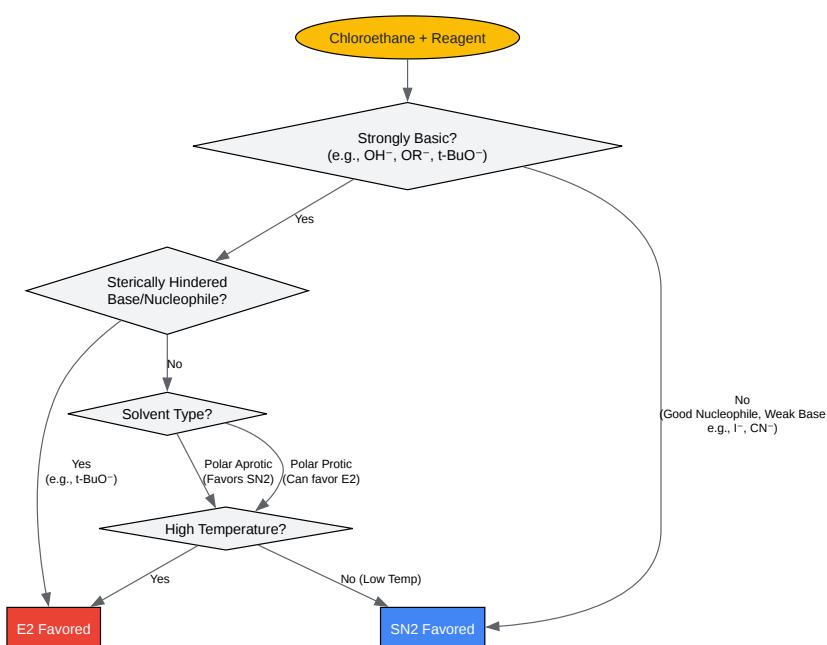 Chloroethane + Reagent
Strongly Basic?
(e.g., OH⁻, OR⁻, t-BuO⁻)
Yes
Sterically Hindered
Base/Nucleophile?
No
No
(Good Nucleophile, Weak Base
e.g., I⁻, CN⁻)
Solvent Type?
Yes
(e.g., t-BuO⁻)
Polar Aprotic
(Favors SN2)
Polar Protic
(Can favor E2)
High Temperature?
Yes
No (Low Temp)
E2 Favored
SN2 Favored